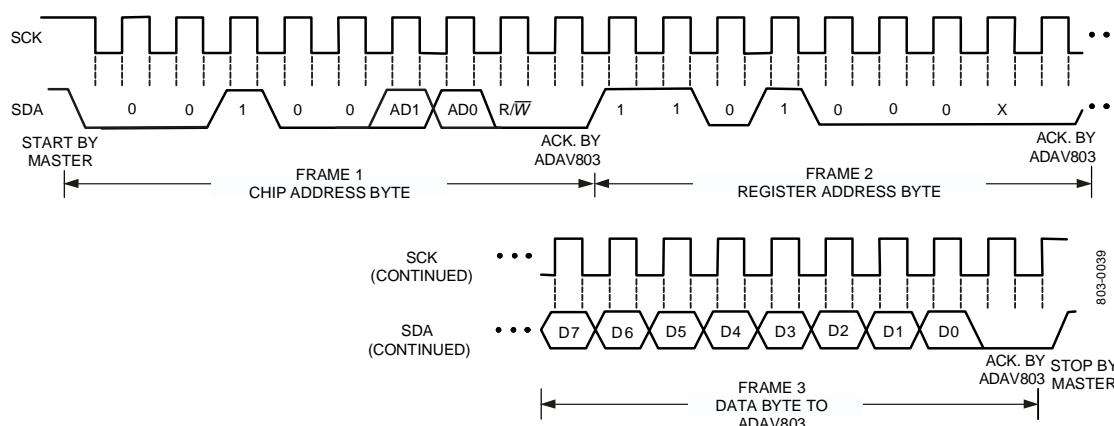 SCK
SDA
0 0 1 0 0 AD1 AD0 R/W 1 1 0 1 0 0 0 X
START BY
MASTER
ACK. BY
ADAV803
ACK. BY
ADAV803
FRAME 1
CHIP ADDRESS BYTE
FRAME 2
REGISTER ADDRESS BYTE
SCK
(CONTINUED)
SDA
(CONTINUED)
D7 D6 D5 D4 D3 D2 D1 D0
ACK. BY
ADAV803
STOP BY
MASTER
FRAME 3
DATA BYTE TO
ADAV803
803-0039